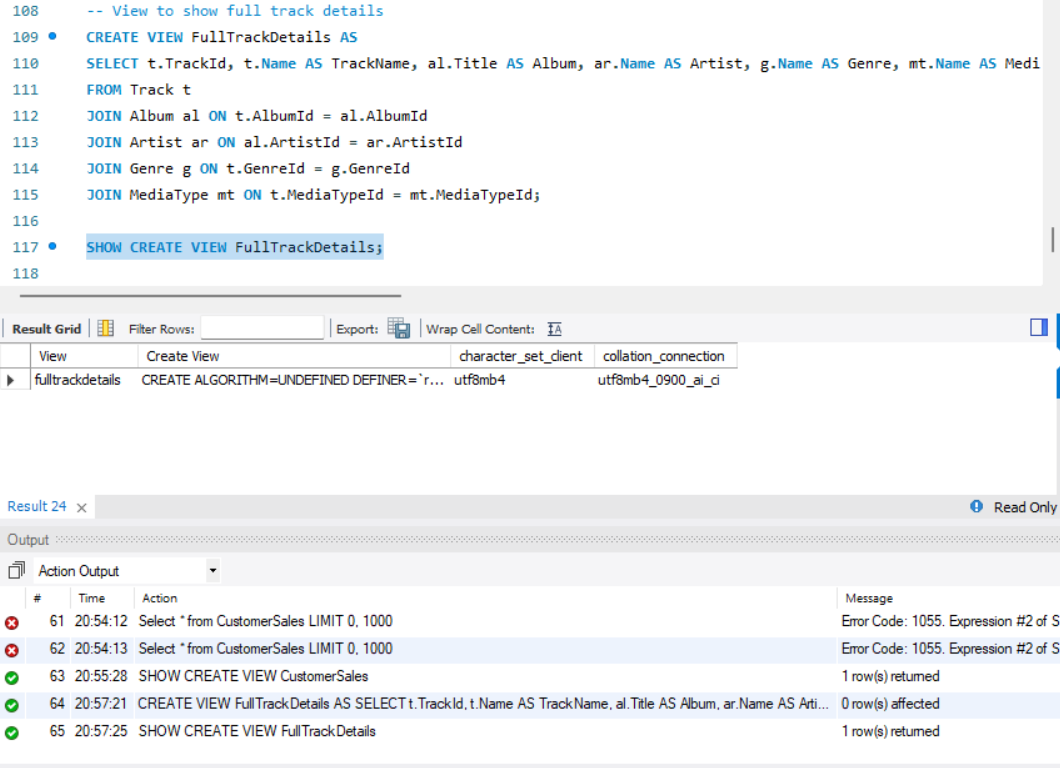 108 -- View to show full track details
109 CREATE VIEW FullTrackDetails AS
110 SELECT t.TrackId, t.Name AS TrackName, al.Title AS Album, ar.Name AS Artist, g.Name AS Genre, mt.Name AS Medi
111 FROM Track t
112 JOIN Album al ON t.AlbumId = al.AlbumId
113 JOIN Artist ar ON al.ArtistId = ar.ArtistId
114 JOIN Genre g ON t.GenreId = g.GenreId
115 JOIN MediaType mt ON t.MediaTypeId = mt.MediaTypeId;
116
117 SHOW CREATE VIEW FullTrackDetails;
118
Result Grid Filter Rows: Export: Wrap Cell Content: IA
View Create View character_set_client collation_connection
fulltrackdetails CREATE ALGORITHM=UNDEFINED DEFINER=`r... utf8mb4 utf8mb4_0900_ai_ci
Result 24 Read Only
Output
Action Output
# Time Action Message
61 20:54:12 Select * from CustomerSales LIMIT 0, 1000 Error Code: 1055. Expression #2 of S
62 20:54:13 Select * from CustomerSales LIMIT 0, 1000 Error Code: 1055. Expression #2 of S
63 20:55:28 SHOW CREATE VIEW CustomerSales 1 row(s) returned
64 20:57:21 CREATE VIEW FullTrackDetails AS SELECT t.TrackId, t.Name AS TrackName, al.Title AS Album, ar.Name AS Arti... 0 row(s) affected
65 20:57:25 SHOW CREATE VIEW FullTrackDetails 1 row(s) returned